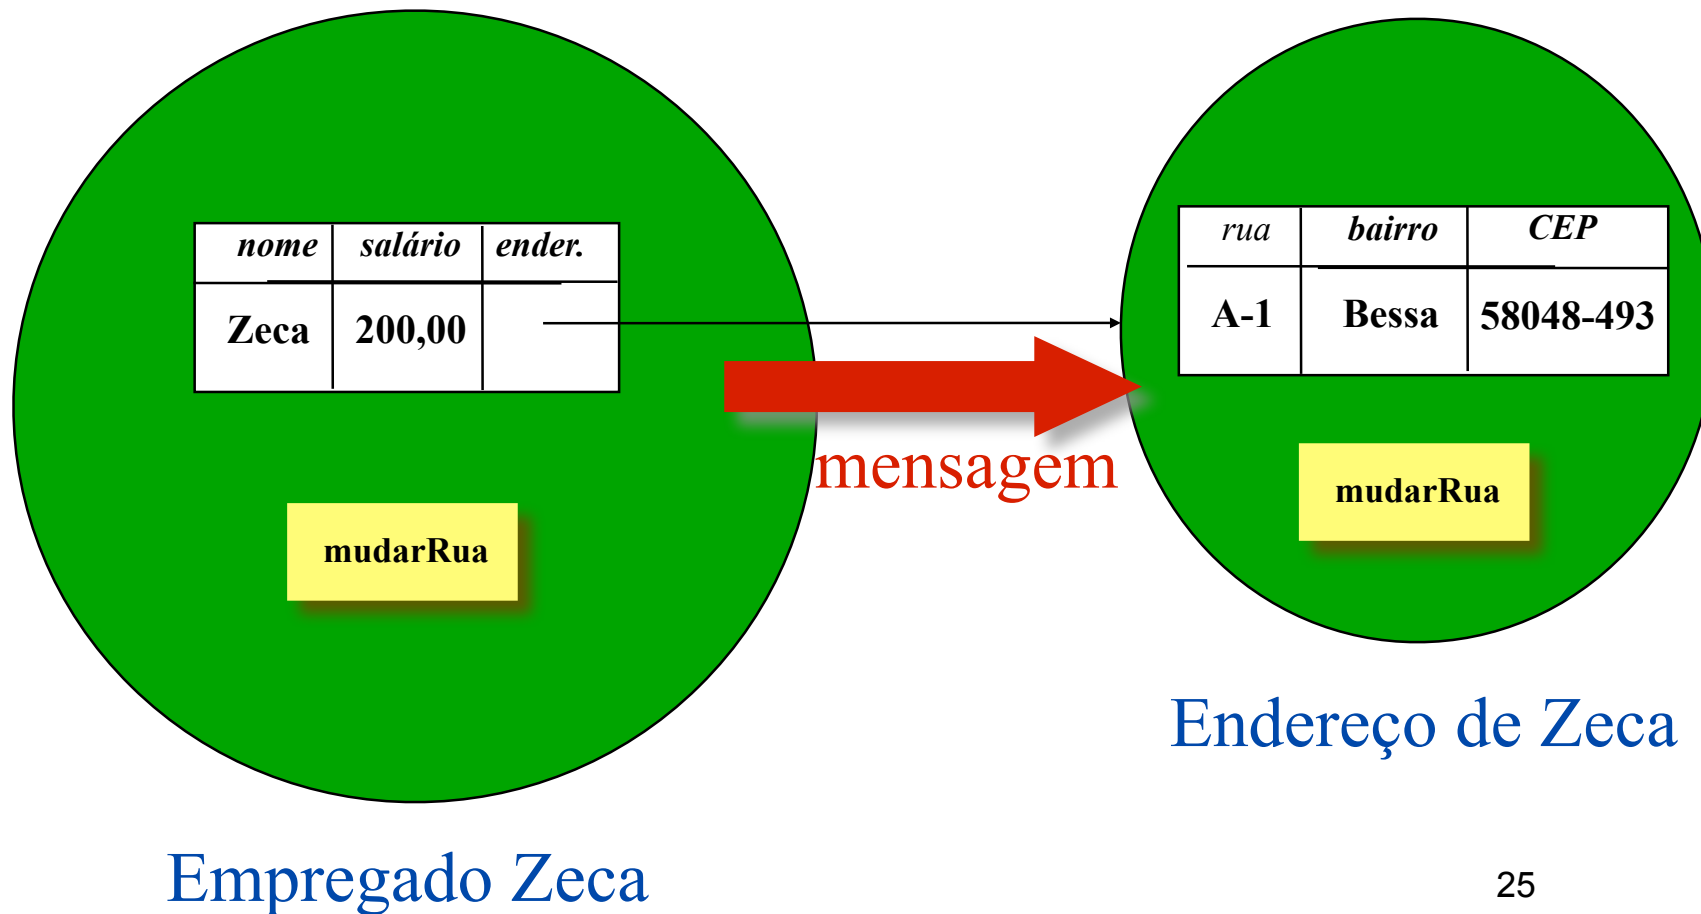 nome salário ender.
Zeca 200,00
mudarRua
Empregado Zeca
mensagem
rua bairro CEP
A-1 Bessa 58048-493
mudarRua
Endereço de Zeca
25